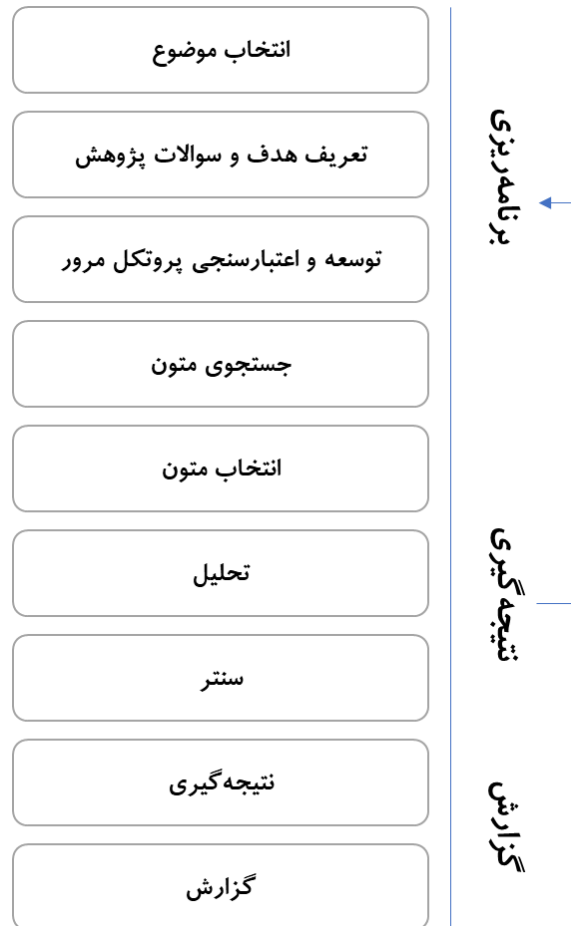 انتخاب موضوع
تعریف هدف و سوالات پژوهش
توسعه و اعتبارسنجی پروتکل مرور
جستجوی متون
انتخاب متون
تحلیل
سنتر
نتیجه‌گیری
گزارش
برنامه‌ریزی
نتیجه‌گیری
گزارش